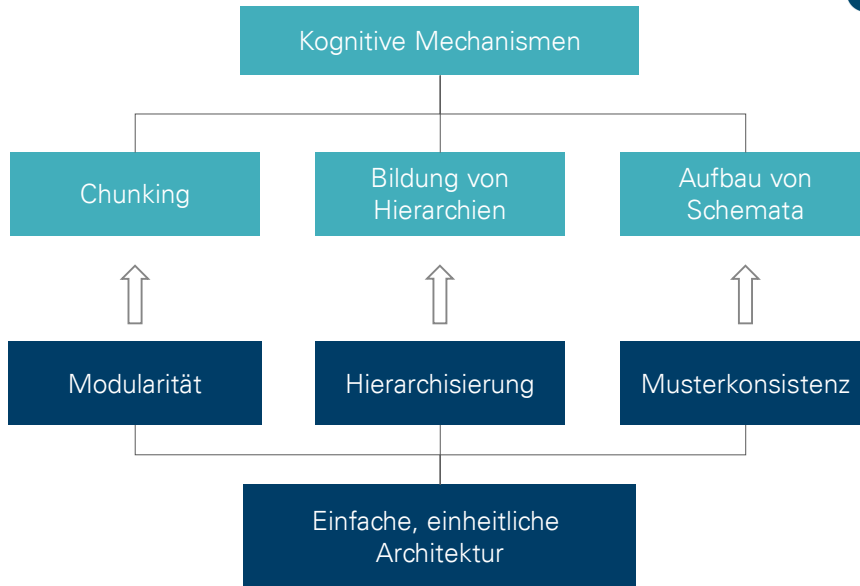 Kognitive Mechanismen
Chunking
Bildung von
Hierarchien
Aufbau von
Schemata
Modularität
Hierarchisierung
Musterkonsistenz
Einfache, einheitliche
Architektur